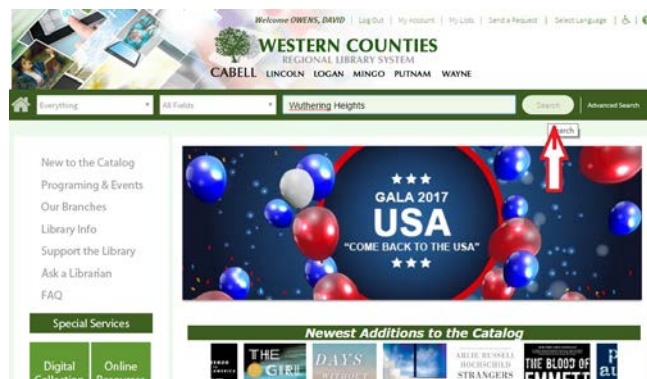 Welcome OWENS, DAVID | Log Out | My Account | My Lists | Send a Request | Select Language
WESTERN COUNTIES
REGIONAL LIBRARY SYSTEM
CABELL LINCOLN LOGAN MINGO PUTNAM WAYNE
Everything All Fields Wuthering Heights Search Advanced Search
Search
New to the Catalog
Programing & Events
Our Branches
Library Info
Support the Library
Ask a Librarian
FAQ
Special Services
Digital
Online
GALA 2017
USA
"COME BACK TO THE USA"
Newest Additions to the Catalog
THE
GIRL
DAYS
WITHOUT
ARLIE RUSSELL
HOCHSCHILD
STRANGERS
THE BLOOD OF
EMMETT